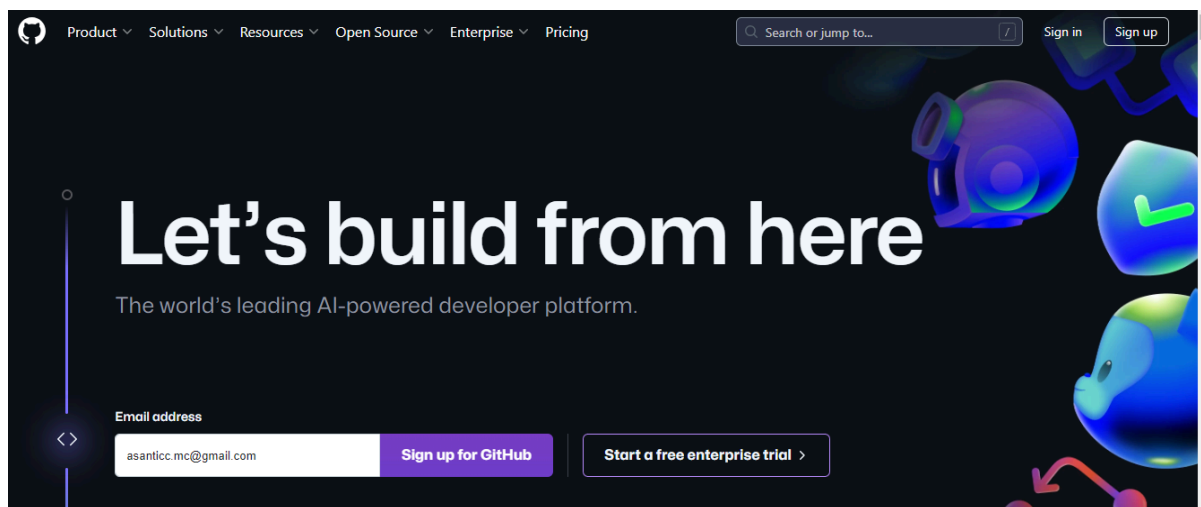 Product Solutions Resources Open Source Enterprise Pricing Search or jump to... / Sign in Sign up
Let’s build from here
The world’s leading AI-powered developer platform.
Email address
asanticc.mc@gmail.com Sign up for GitHub Start a free enterprise trial